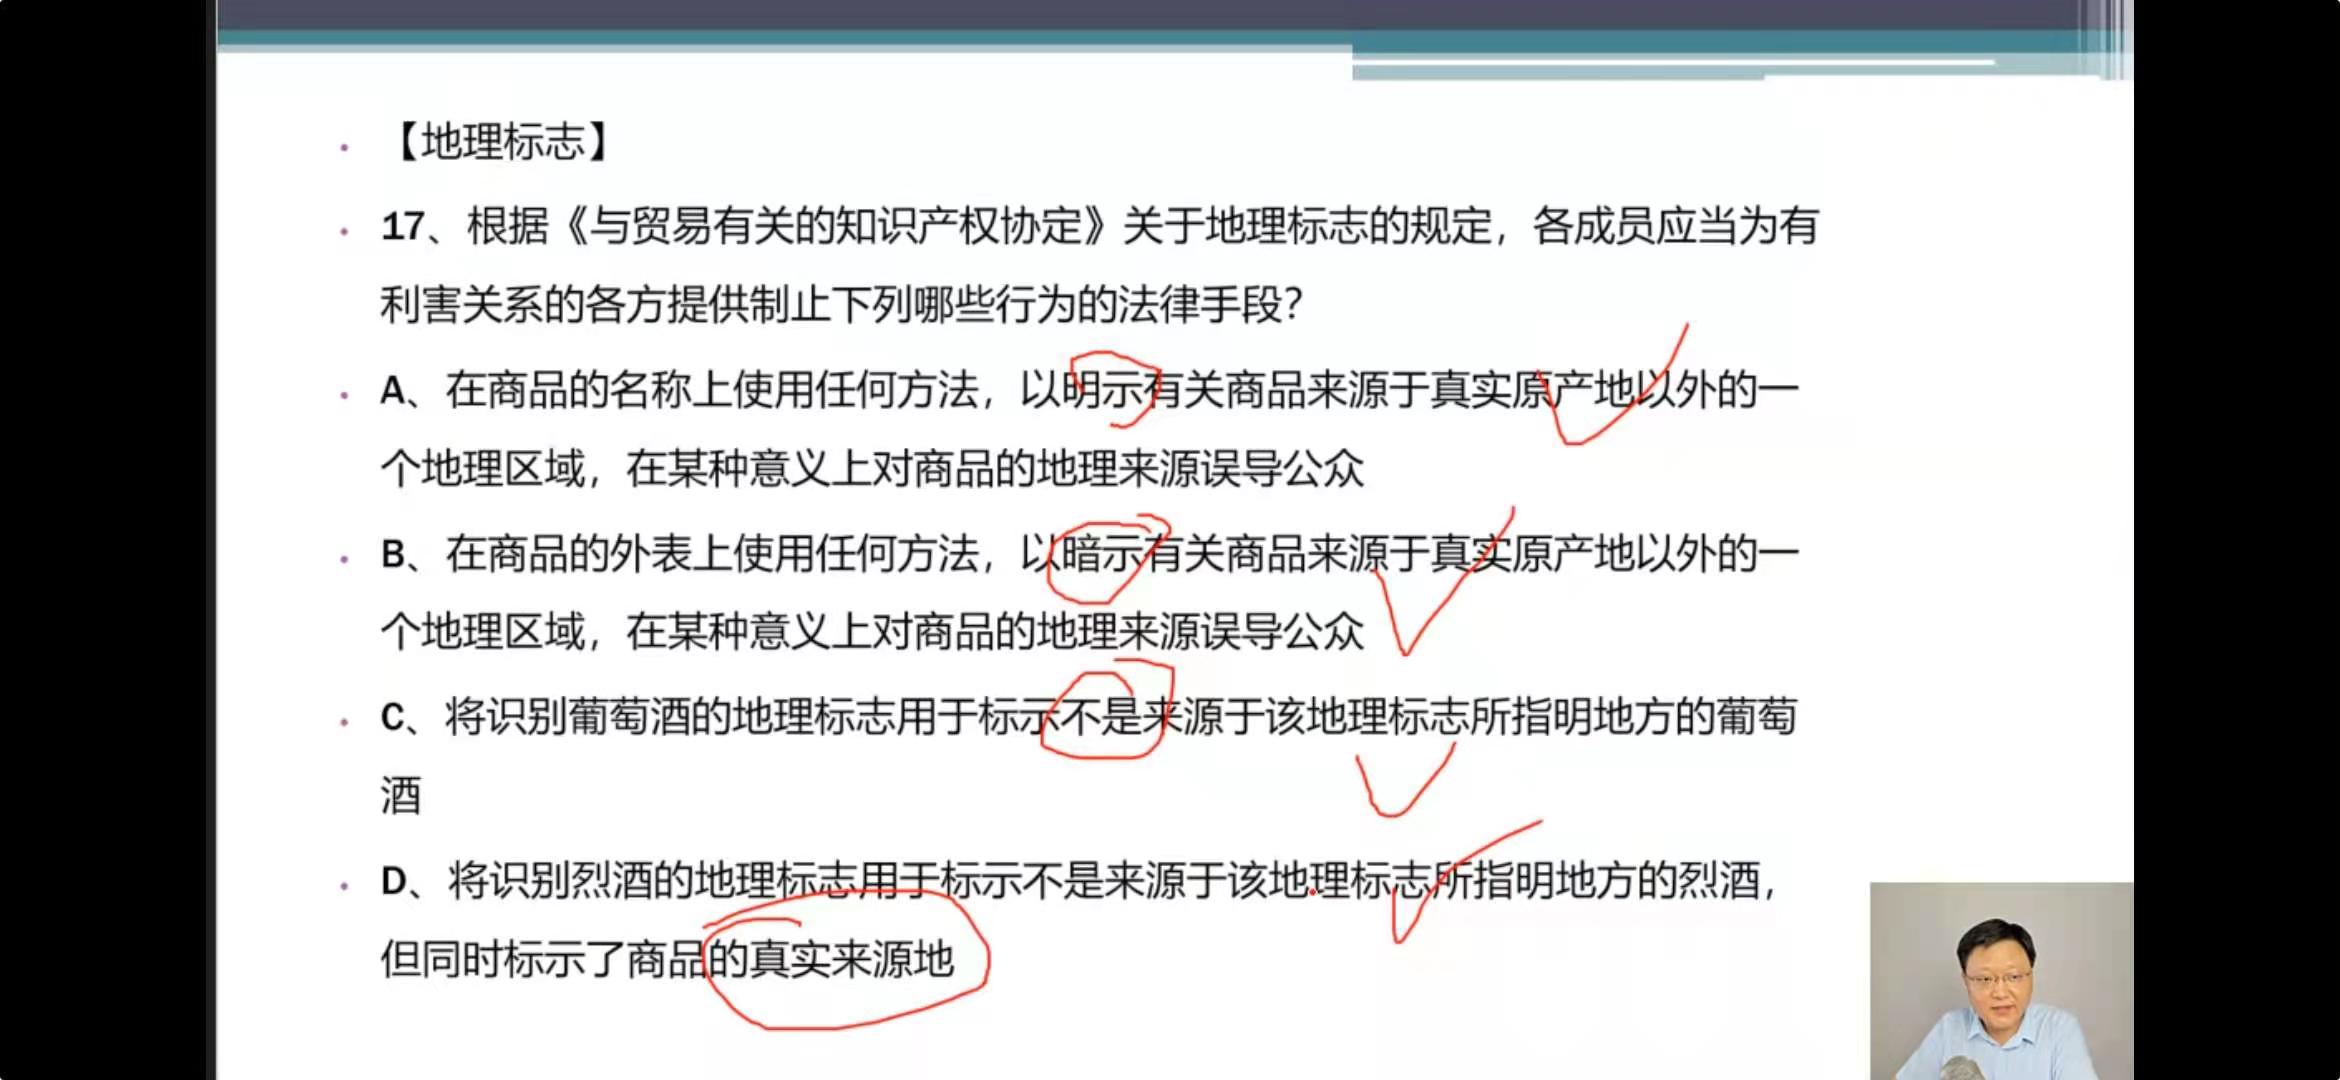 【地理标志】
17、根据《与贸易有关的知识产权协定》关于地理标志的规定，各成员应当为有
利害关系的各方提供制止下列哪些行为的法律手段？
A、在商品的名称上使用任何方法，以明示有关商品来源于真实原产地以外的一
个地理区域，在某种意义上对商品的地理来源误导公众
B、在商品的外表上使用任何方法，以暗示有关商品来源于真实原产地以外的一
个地理区域，在某种意义上对商品的地理来源误导公众
C、将识别葡萄酒的地理标志用于标示不是来源于该地理标志所指明地方的葡萄
酒
D、将识别烈酒的地理标志用于标示不是来源于该地理标志所指明地方的烈酒，
但同时标示了商品的真实来源地